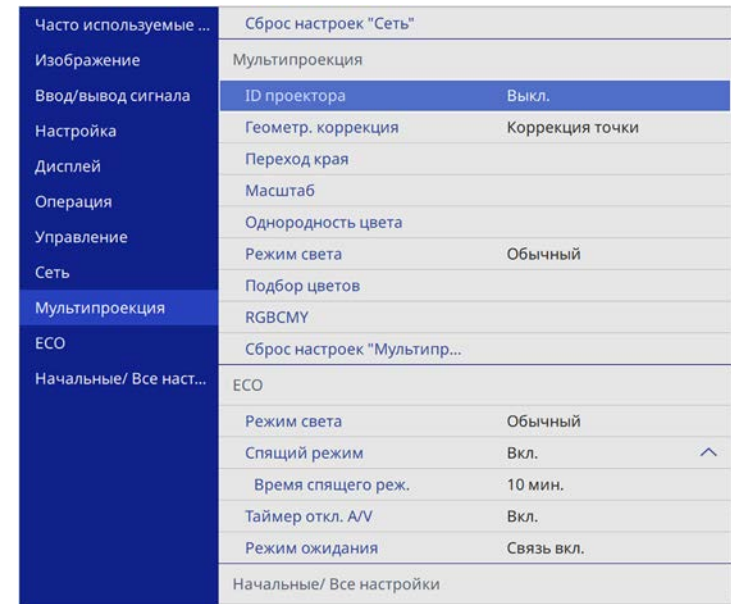 Часто используемые ...
Изображение
Ввод/вывод сигнала
Настройка
Дисплей
Операция
Управление
Сеть
Мультипроекция
ECO
Начальные/ Все наст...
Сброс настроек "Сеть"
Мультипроекция
ID проектора Выкл.
Геометр. коррекция Коррекция точки
Переход края
Масштаб
Однородность цвета
Режим света Обычный
Подбор цветов
RGBCMY
Сброс настроек "Мультипр...
ECO
Режим света Обычный
Спящий режим Вкл.
Время спящего реж. 10 мин.
Таймер откл. A/V Вкл.
Режим ожидания Связь вкл.
Начальные/ Все настройки